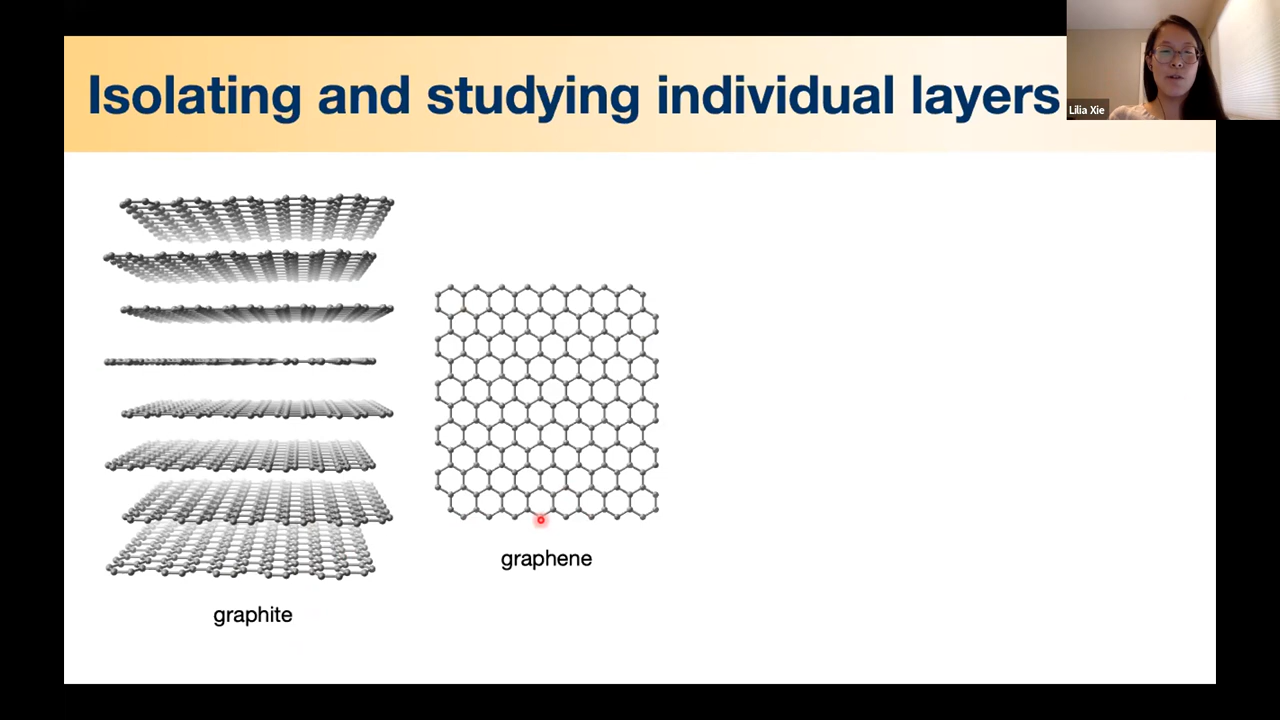 Isolating and studying individual layers
Lilia Xie
graphene
graphite